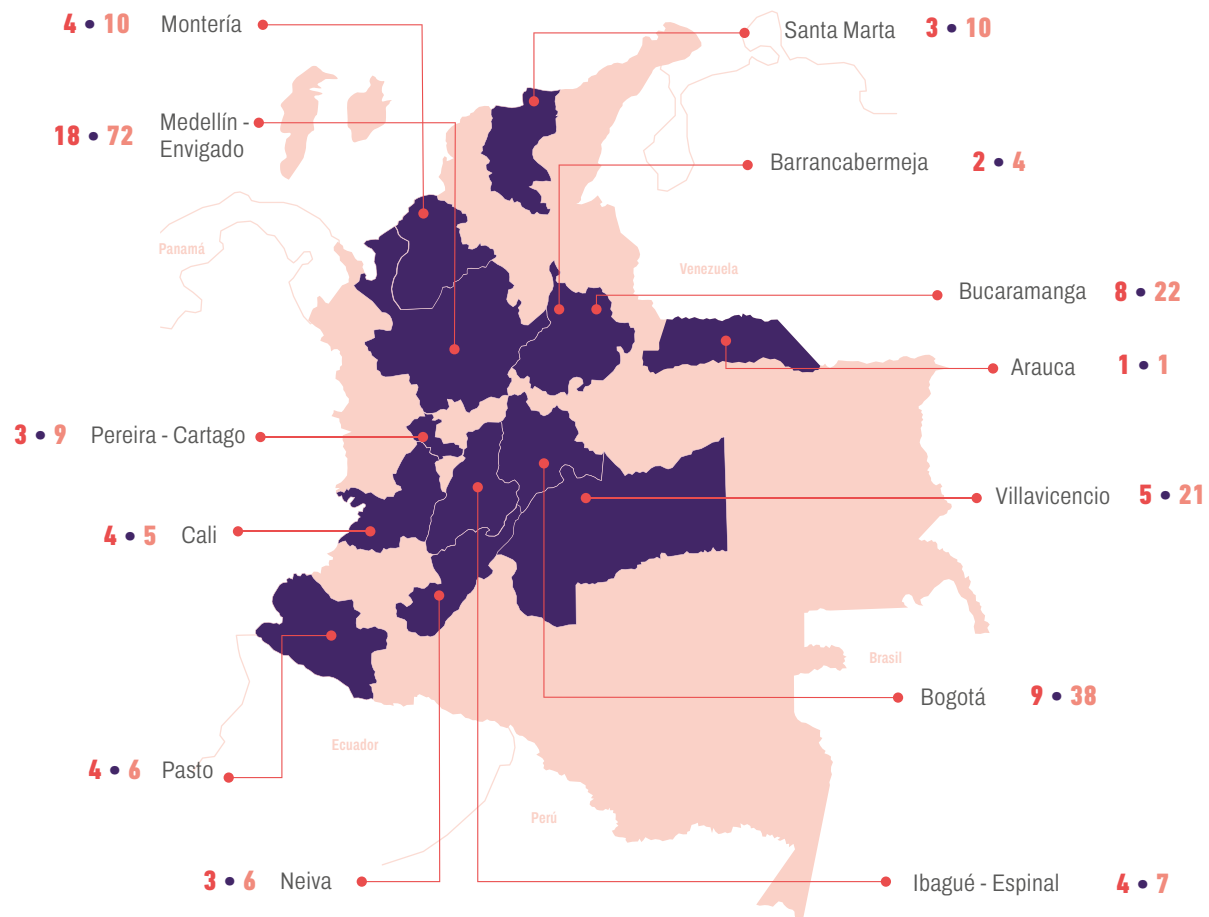 4 • 10 Montería
Santa Marta 3 • 10
18 • 72 Medellín -
Envigado
Barrancabermeja 2 • 4
Panamá
Venezuela
Bucaramanga 8 • 22
Arauca 1 • 1
3 • 9 Pereira - Cartago
Villavicencio 5 • 21
4 • 5 Cali
Brasil
Bogotá 9 • 38
Ecuador
4 • 6 Pasto
Perú
3 • 6 Neiva
Ibagué - Espinal 4 • 7